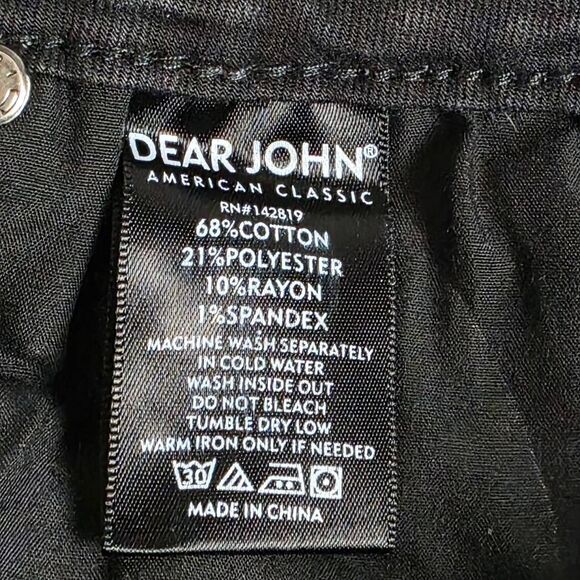 DEAR JOHN®
AMERICAN CLASSIC
RN#142819
68%COTTON
21%POLYESTER
10%RAYON
1%SPANDEX
MACHINE WASH SEPARATELY
IN COLD WATER
WASH INSIDE OUT
DO NOT BLEACH
TUMBLE DRY LOW
WARM IRON ONLY IF NEEDED
30
MADE IN CHINA